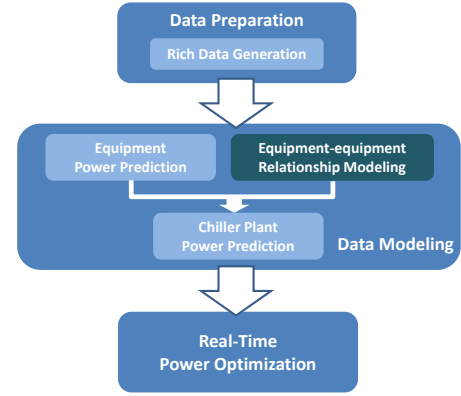 Data Preparation
Rich Data Generation
Equipment
Power Prediction
Equipment-equipment
Relationship Modeling
Chiller Plant
Power Prediction
Data Modeling
Real-Time
Power Optimization